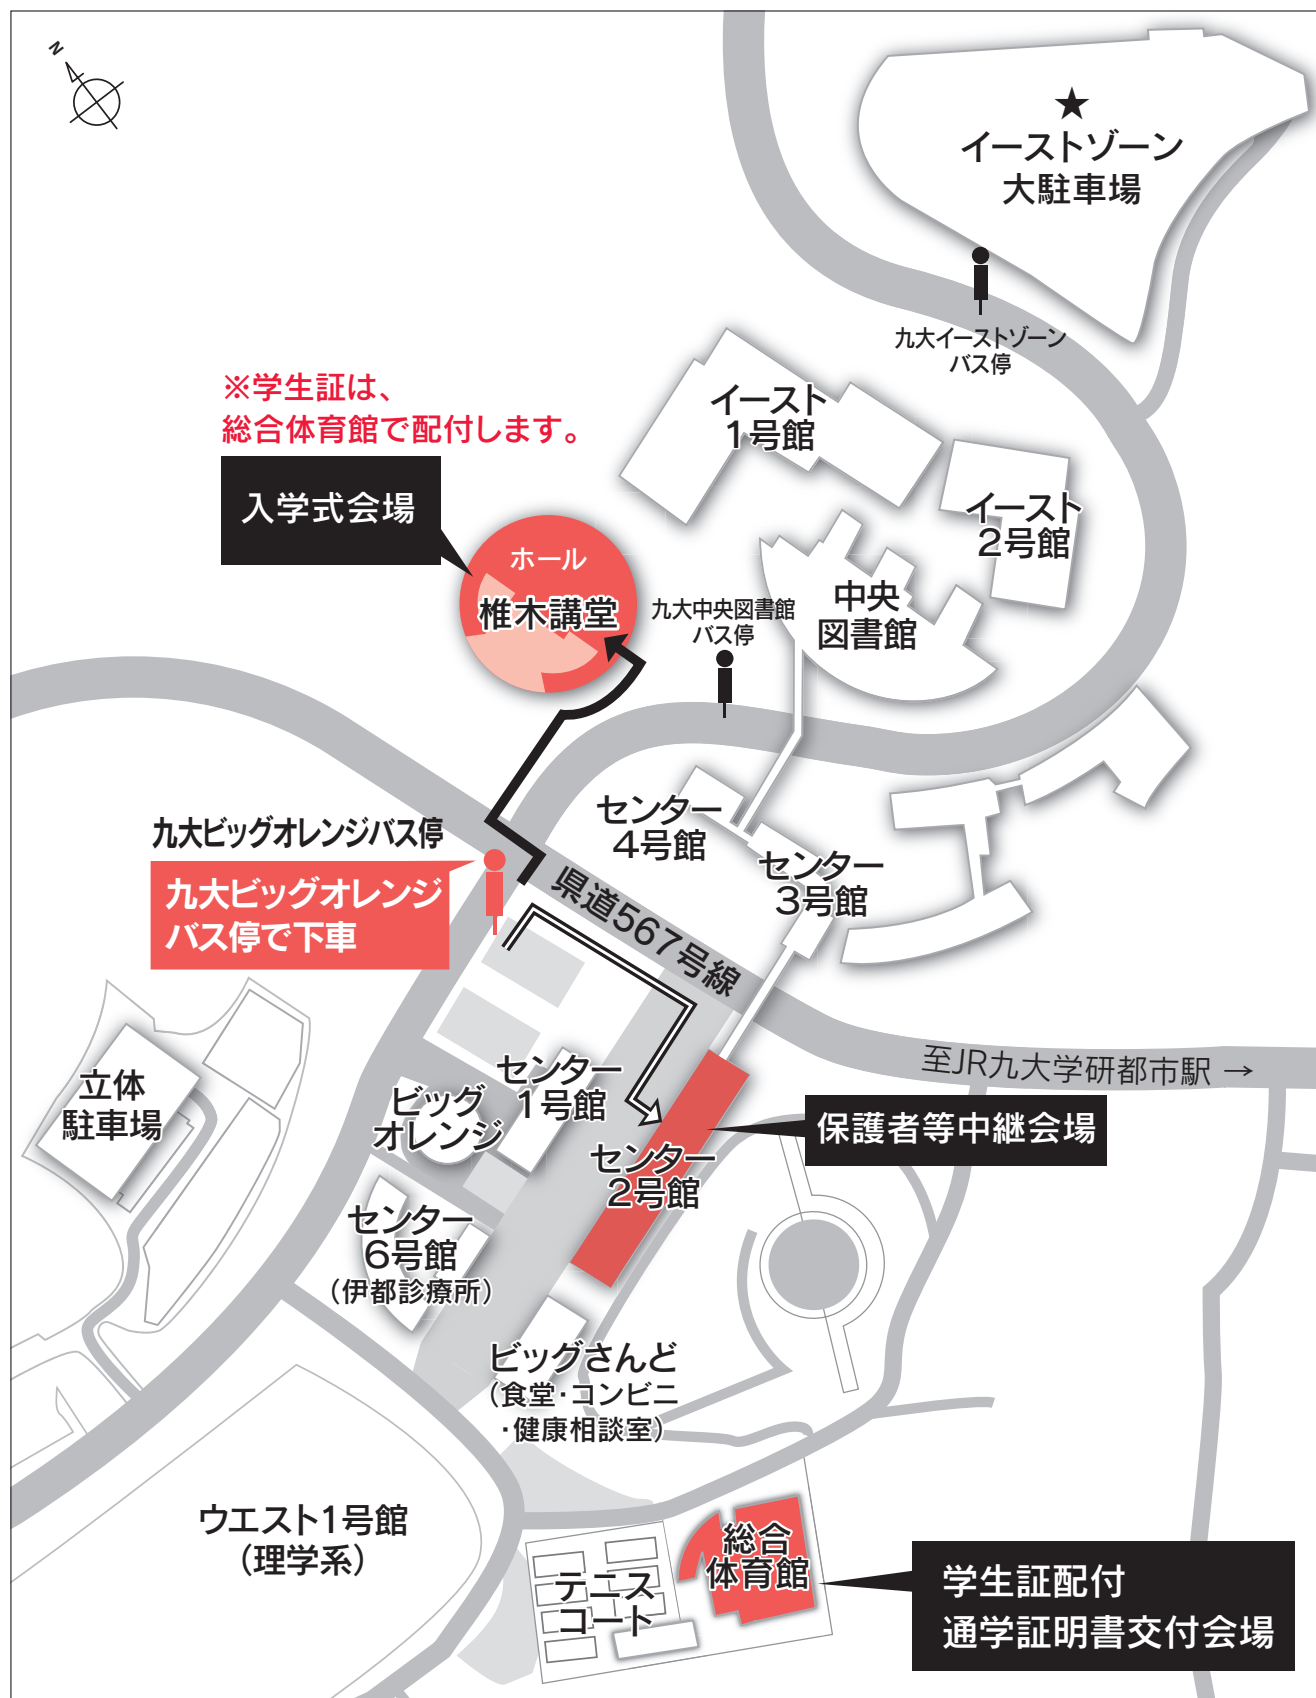 N
★
イーストゾーン
大駐車場
九大イーストゾーン
バス停
※学生証は、
総合体育館で配付します。
入学式会場
イースト
1号館
イースト
2号館
ホール
椎木講堂
九大中央図書館
バス停
中央
図書館
九大ビッグオレンジバス停
九大ビッグオレンジ
バス停で下車
センター
4号館
センター
3号館
県道567号線
至JR九大学研都市駅 →
立体
駐車場
ビッグ
オレンジ
センター
1号館
保護者等中継会場
センター
2号館
センター
6号館
（伊都診療所）
ビッグさんど
（食堂・コンビニ
・健康相談室）
ウエスト1号館
（理学系）
テニス
コート
総合
体育館
学生証配付
通学証明書交付会場